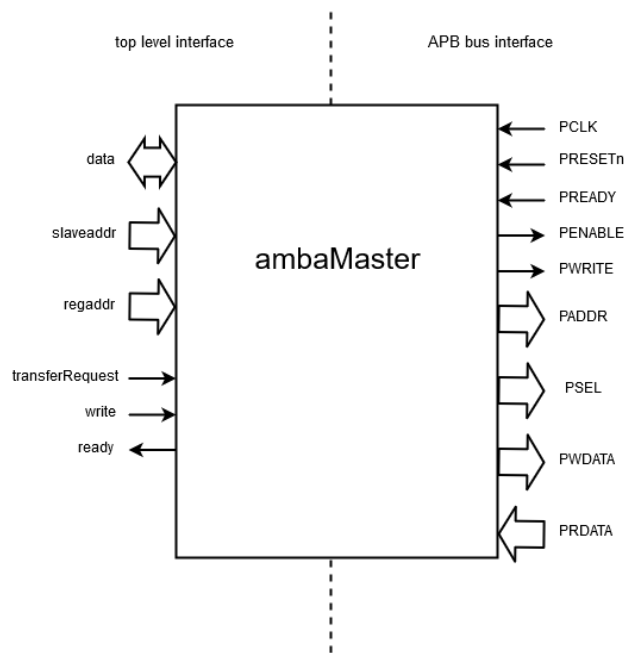 top level interface
APB bus interface
data
slaveaddr
regaddr
transferRequest
write
ready
ambaMaster
PCLK
PRESETn
PREADY
PENABLE
PWRITE
PADDR
PSEL
PWDATA
PRDATA